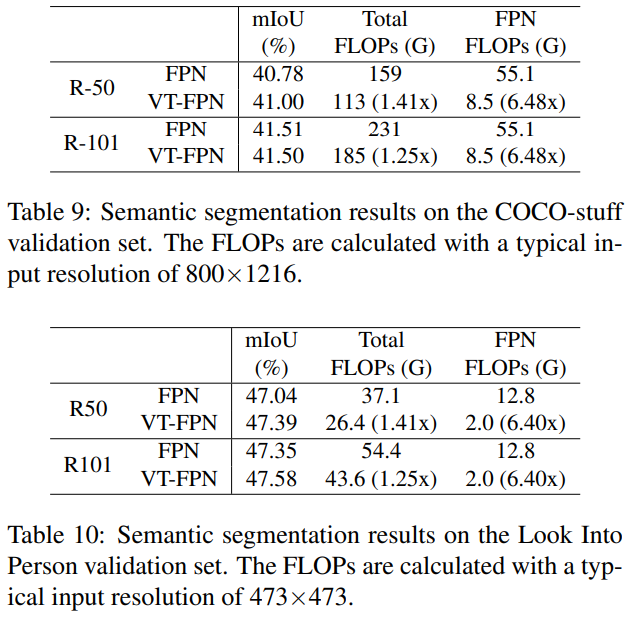 mIoU Total FPN
(%) FLOPs (G) FLOPs (G)
R-50 FPN 40.78 159 55.1
VT-FPN 41.00 113 (1.41x) 8.5 (6.48x)
R-101 FPN 41.51 231 55.1
VT-FPN 41.50 185 (1.25x) 8.5 (6.48x)
Table 9: Semantic segmentation results on the COCO-stuff
validation set. The FLOPs are calculated with a typical in-
put resolution of 800×1216.
mIoU Total FPN
(%) FLOPs (G) FLOPs (G)
R50 FPN 47.04 37.1 12.8
VT-FPN 47.39 26.4 (1.41x) 2.0 (6.40x)
R101 FPN 47.35 54.4 12.8
VT-FPN 47.58 43.6 (1.25x) 2.0 (6.40x)
Table 10: Semantic segmentation results on the Look Into
Person validation set. The FLOPs are calculated with a typ-
ical input resolution of 473×473.